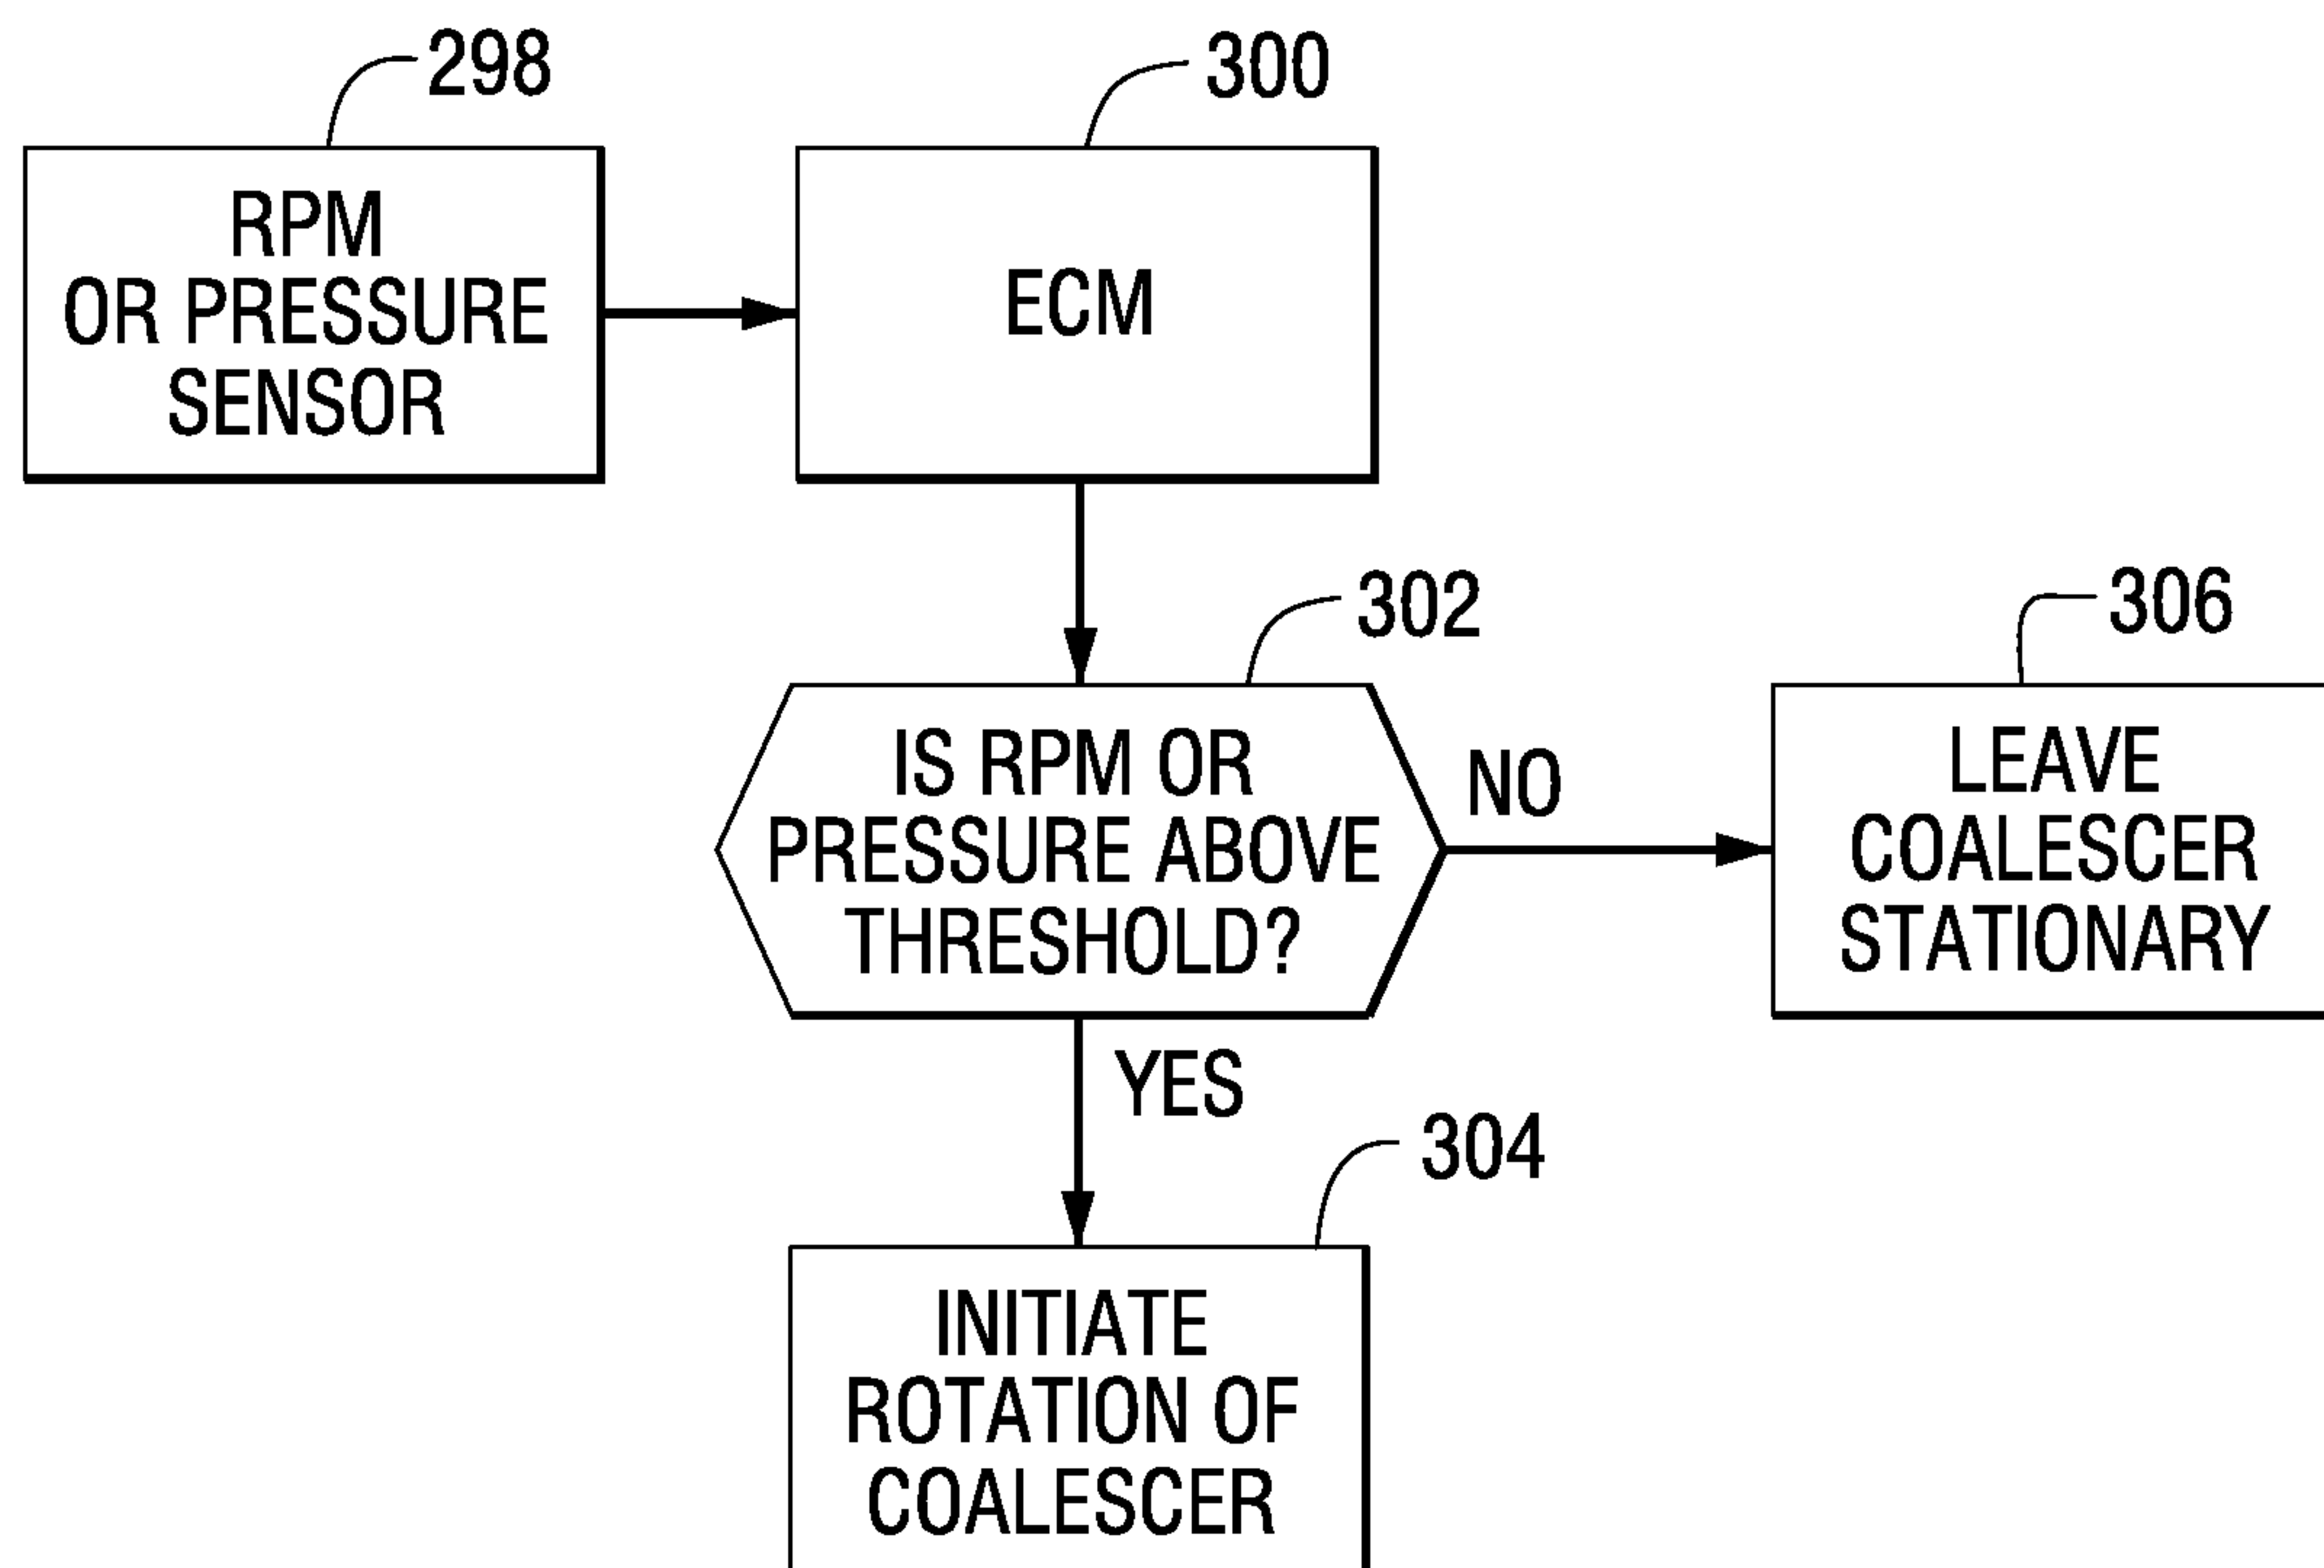 298
RPM
OR PRESSURE
SENSOR
300
ECM
302
IS RPM OR
PRESSURE ABOVE
THRESHOLD?
NO
306
LEAVE
COALESCER
STATIONARY
YES
304
INITIATE
ROTATION OF
COALESCER